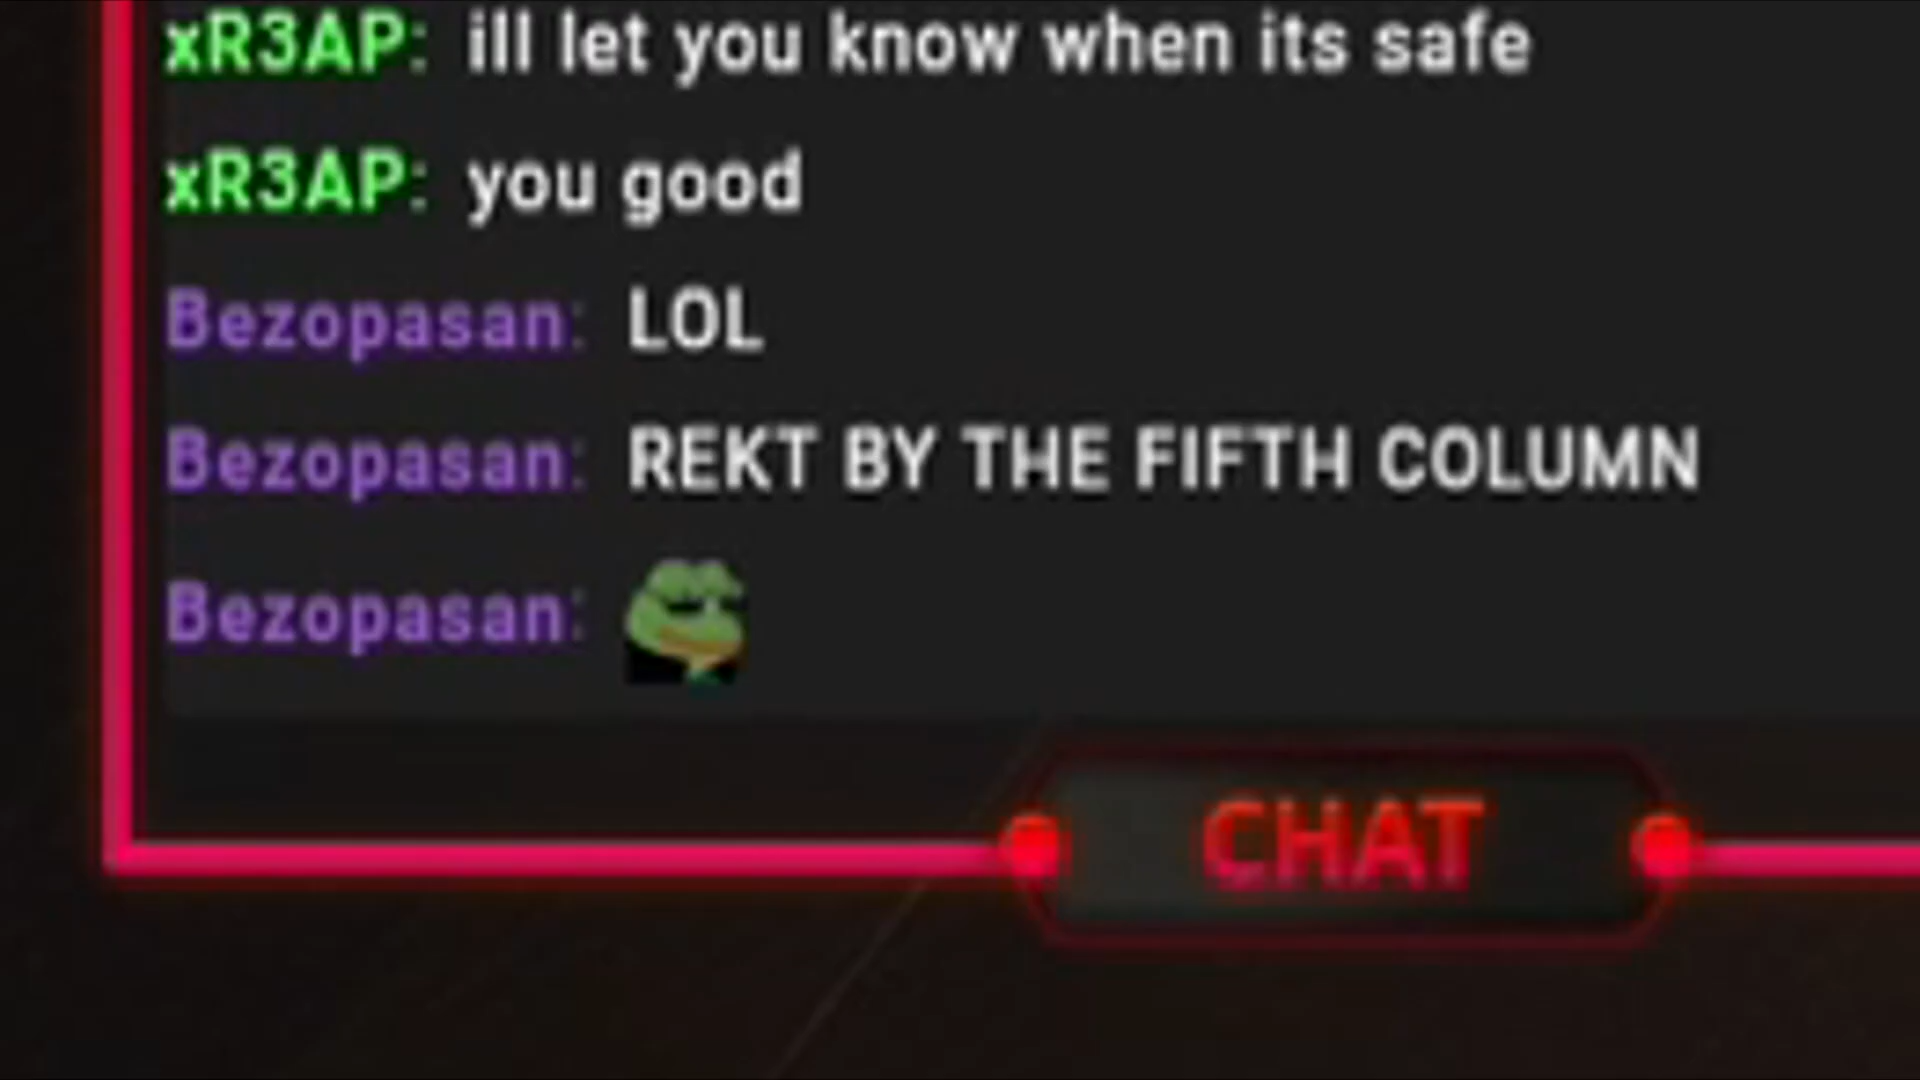 xR3AP: ill let you know when its safe
xR3AP: you good
Bezopasan: LOL
Bezopasan: REKT BY THE FIFTH COLUMN
Bezopasan:
CHAT